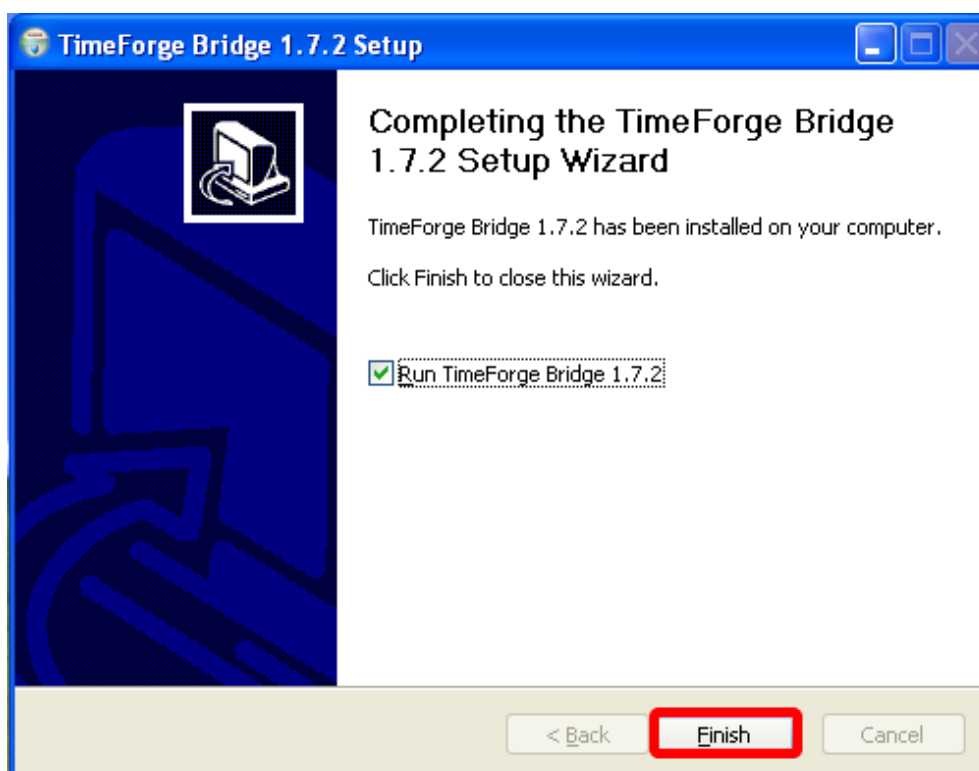 TimeForge Bridge 1.7.2 Setup
Completing the TimeForge Bridge
1.7.2 Setup Wizard
TimeForge Bridge 1.7.2 has been installed on your computer.
Click Finish to close this wizard.
Run TimeForge Bridge 1.7.2
< Back Finish Cancel